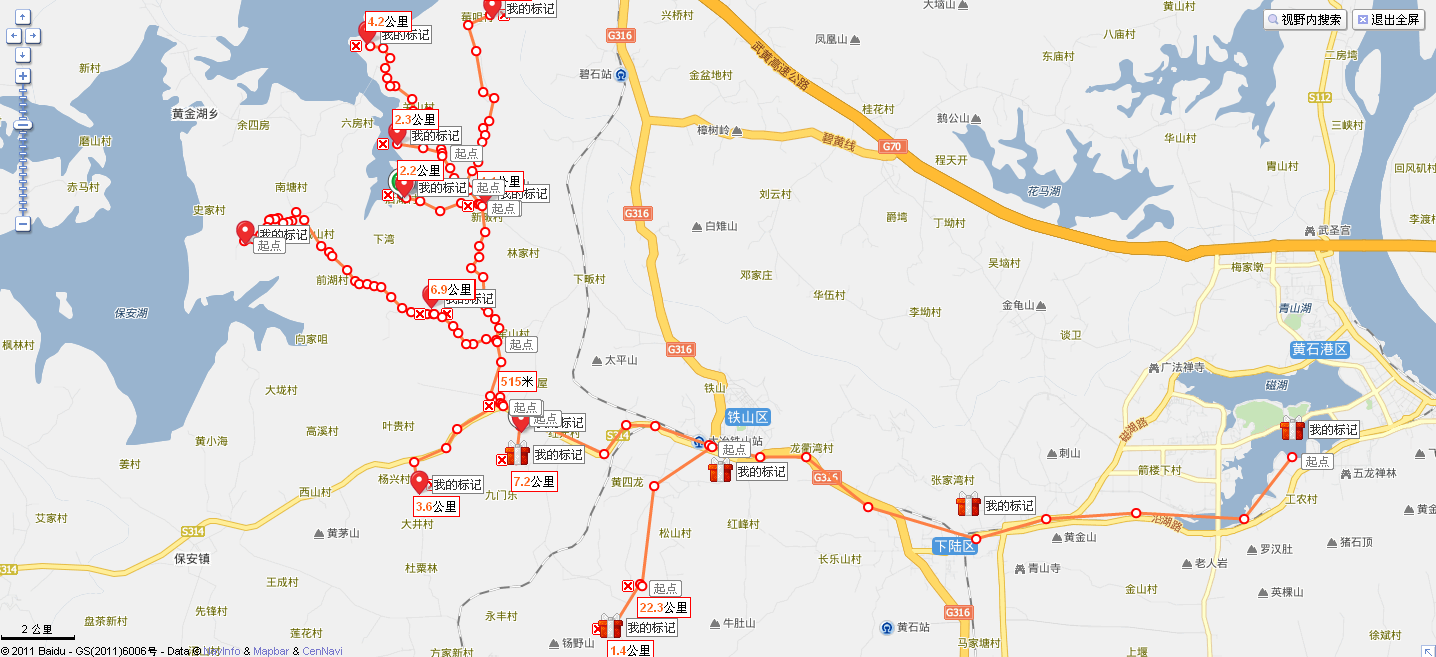 视野内搜索
退出全屏
4.2公里
我的标记
我的标记
兴桥村
大垴山
黄山村
G316
武黄高速公路
凤凰山
八庙村
东庙村
二房塆
新村
碧石站
金盆地村
桂花村
S112
黄金湖乡
余四房
六房村
2.3公里
我的标记
起点
樟树岭
碧黄线
G70
鹅公山
华山村
三峡村
磨山村
赤马村
南塘村
2.2公里
我的标记
起点
公里
我的标记
起点
程天开
胄山村
回风矶村
花马湖
刘云村
史家村
G316
爵塆
丁坳村
李渡
我的标记
起点
山村
下湾
白雉山
武圣宫
林家村
前湖村
下畈村
邓家庄
吴垴村
梅家墩
6.9公里
我的标记
华伍村
金龟山
青山湖
保安湖
李坳村
枫林村
向家咀
起点
G316
谈卫
黄石港区
太平山
广法禅寺
磁湖
515米
屋
铁山
大垅村
起点
起点
我的标记
铁山区
叶贵村
高溪村
黄小海
S314
大冶铁山站
起点
龙衢湾村
磁湖路
我的标记
姜村
我的标记
刺山
起点
我的标记
箭楼下村
五龙禅林
杨兴村
我的标记
7.2公里
黄四龙
G316
张家湾村
西山村
九门乐
3.6公里
我的标记
工农村
艾家村
大井村
红峰村
黄金山
S314
黄茅山
松山村
下陆区
罗汉肚
猪石顶
保安镇
长乐山村
老人岩
S314
杜粟林
青山寺
王成村
起点
金山村
英棵山
先锋村
22.3公里
G316
盘茶新村
永丰村
我的标记
牛肚山
黄石站
2 公里
莲花村
钖野山
马家塘村
徐斌村
1.4公里
方家新村
上堰
© 2011 Baidu - GS(2011)6006号 - Data © NavInfo & Mapbar & CenNavi